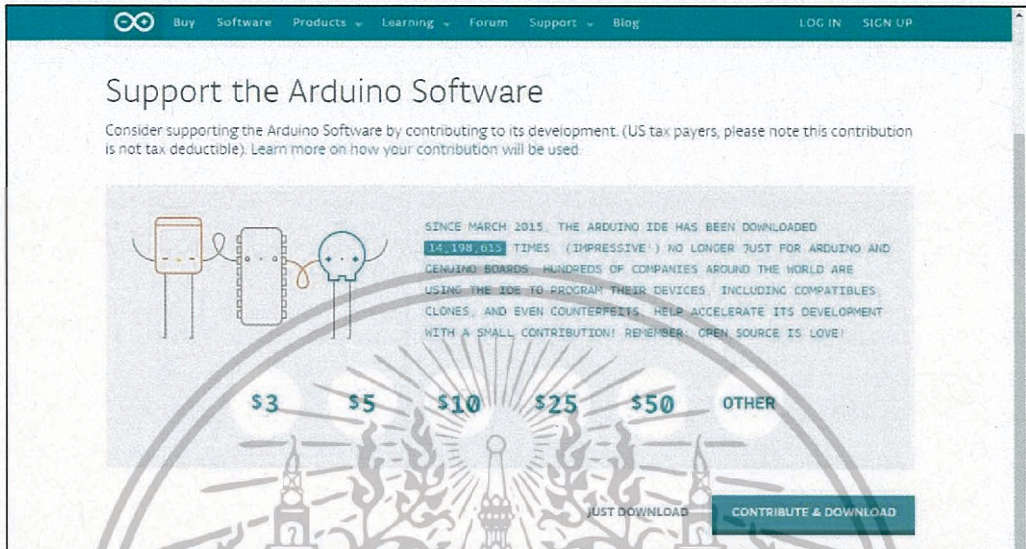 Buy Software Products Learning Forum Support Blog LOG IN SIGN UP
Support the Arduino Software
Consider supporting the Arduino Software by contributing to its development. (US tax payers, please note this contribution
is not tax deductible). Learn more on how your contribution will be used.
SINCE MARCH 2015, THE ARDUINO IDE HAS BEEN DOWNLOADED
14,198,615 TIMES. (IMPRESSIVE!) NO LONGER JUST FOR ARDUINO AND
GENUINO BOARDS, HUNDREDS OF COMPANIES AROUND THE WORLD ARE
USING THE IDE TO PROGRAM THEIR DEVICES, INCLUDING COMPATIBLES,
CLONES, AND EVEN COUNTERFEITS. HELP ACCELERATE ITS DEVELOPMENT
WITH A SMALL CONTRIBUTION! REMEMBER: OPEN SOURCE IS LOVE!
$3 $5 $10 $25 $50 OTHER
JUST DOWNLOAD CONTRIBUTE & DOWNLOAD